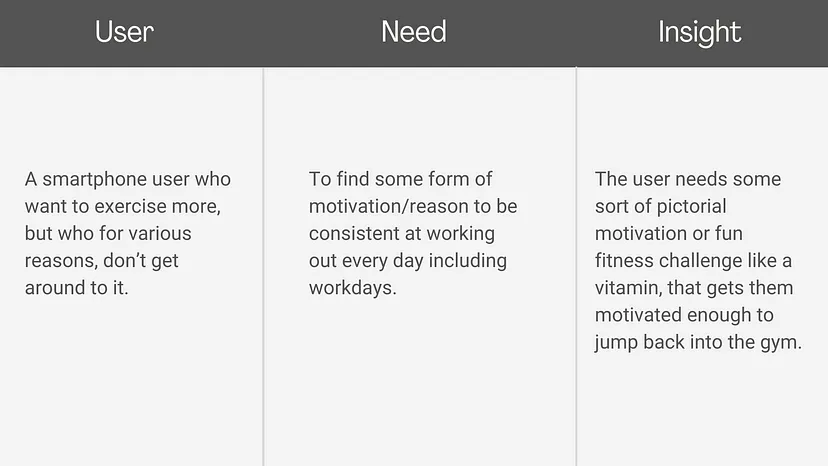 User
Need
Insight
A smartphone user who
want to exercise more,
but who for various
reasons, don’t get
around to it.
To find some form of
motivation/reason to be
consistent at working
out every day including
workdays.
The user needs some
sort of pictorial
motivation or fun
fitness challenge like a
vitamin, that gets them
motivated enough to
jump back into the gym.